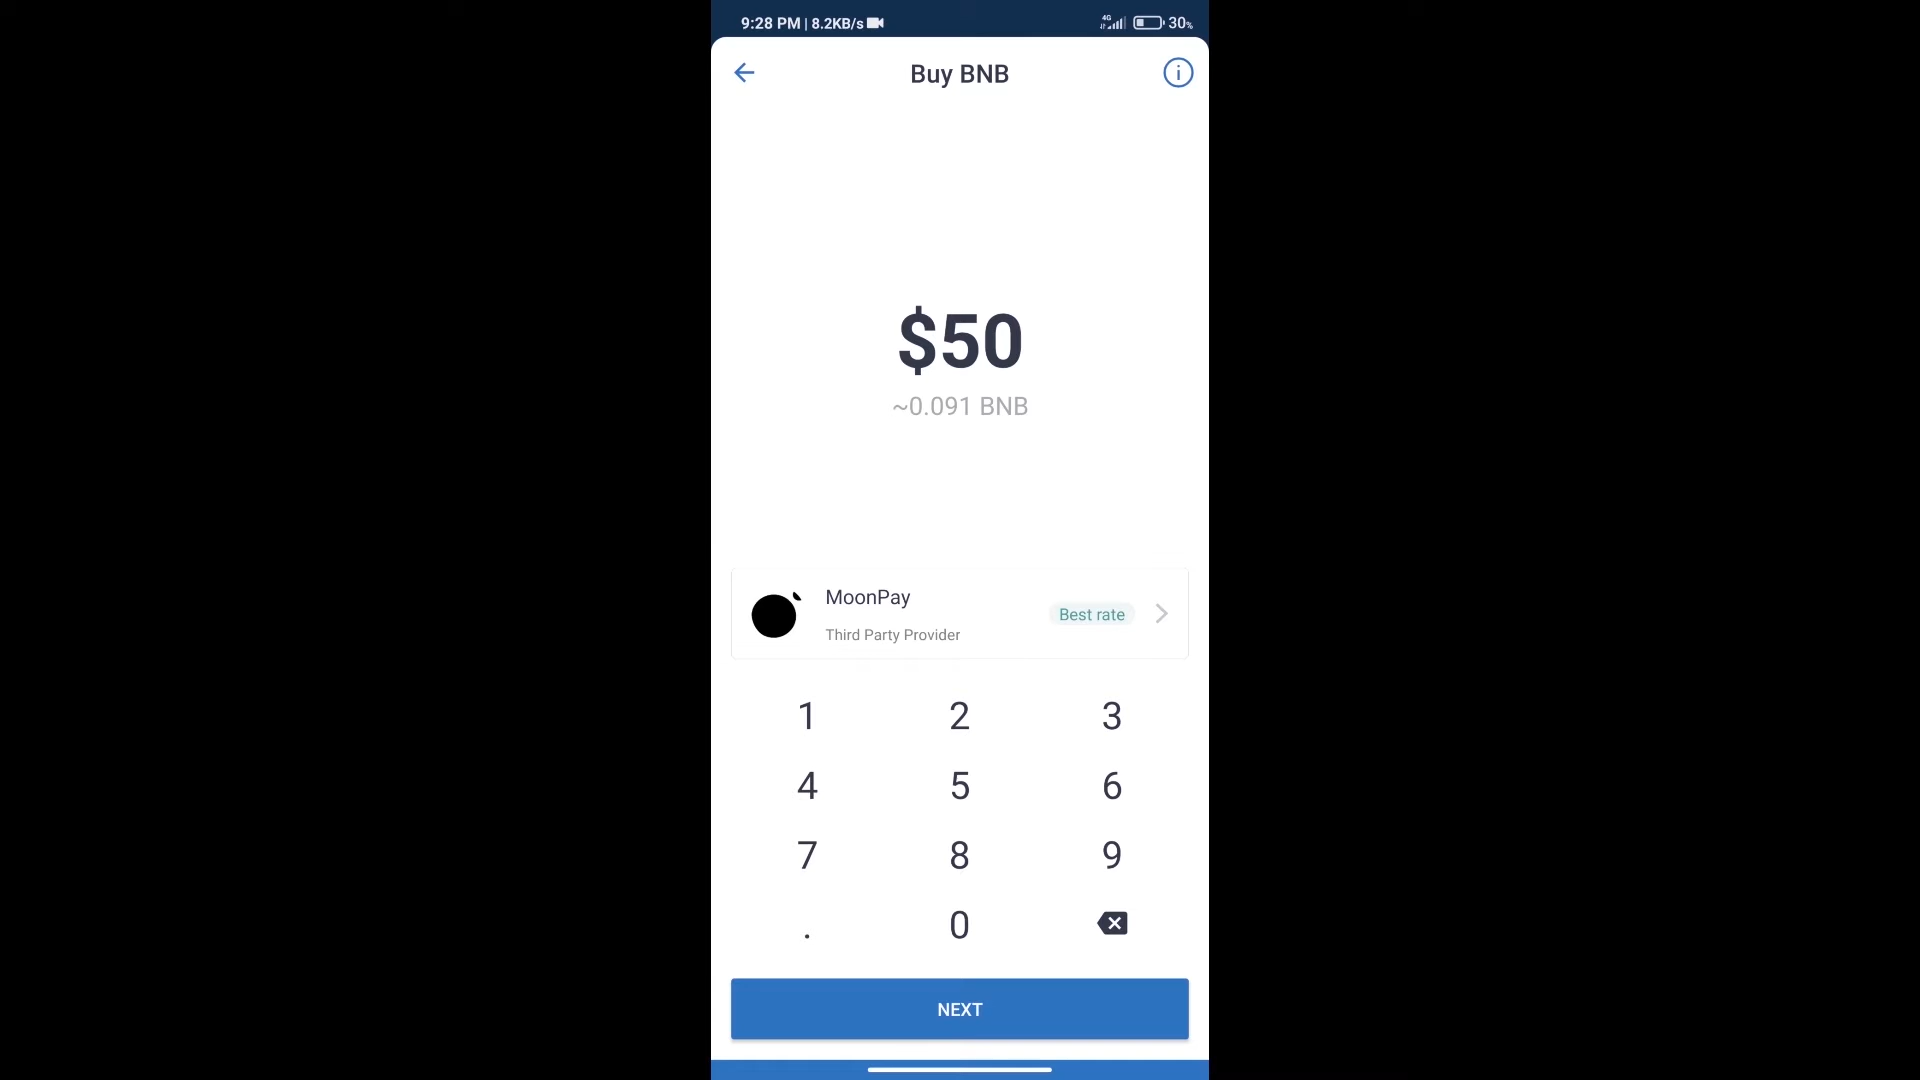 9:28 PM | 8.2KB/s
4G
30%
Buy BNB
$50
~0.091 BNB
MoonPay
Best rate
Third Party Provider
1 2 3
4 5 6
7 8 9
. 0
NEXT